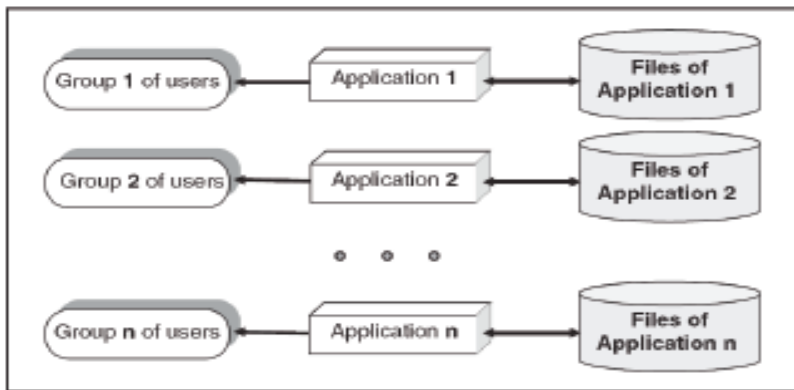 Group 1 of users
Application 1
Files of
Application 1
Group 2 of users
Application 2
Files of
Application 2
Group n of users
Application n
Files of
Application n